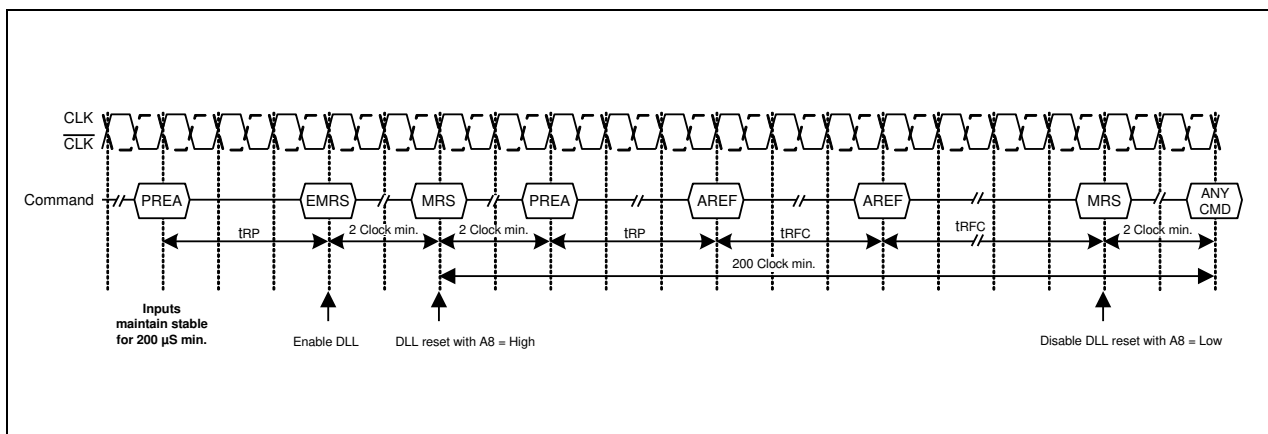 CLK
CLK
Command
PREA
EMRS
MRS
PREA
AREF
AREF
MRS
ANY
CMD
tRP
2 Clock min.
2 Clock min.
tRP
tRFC
tRFC
2 Clock min.
200 Clock min.
Inputs
maintain stable
for 200 µS min.
Enable DLL
DLL reset with A8 = High
Disable DLL reset with A8 = Low